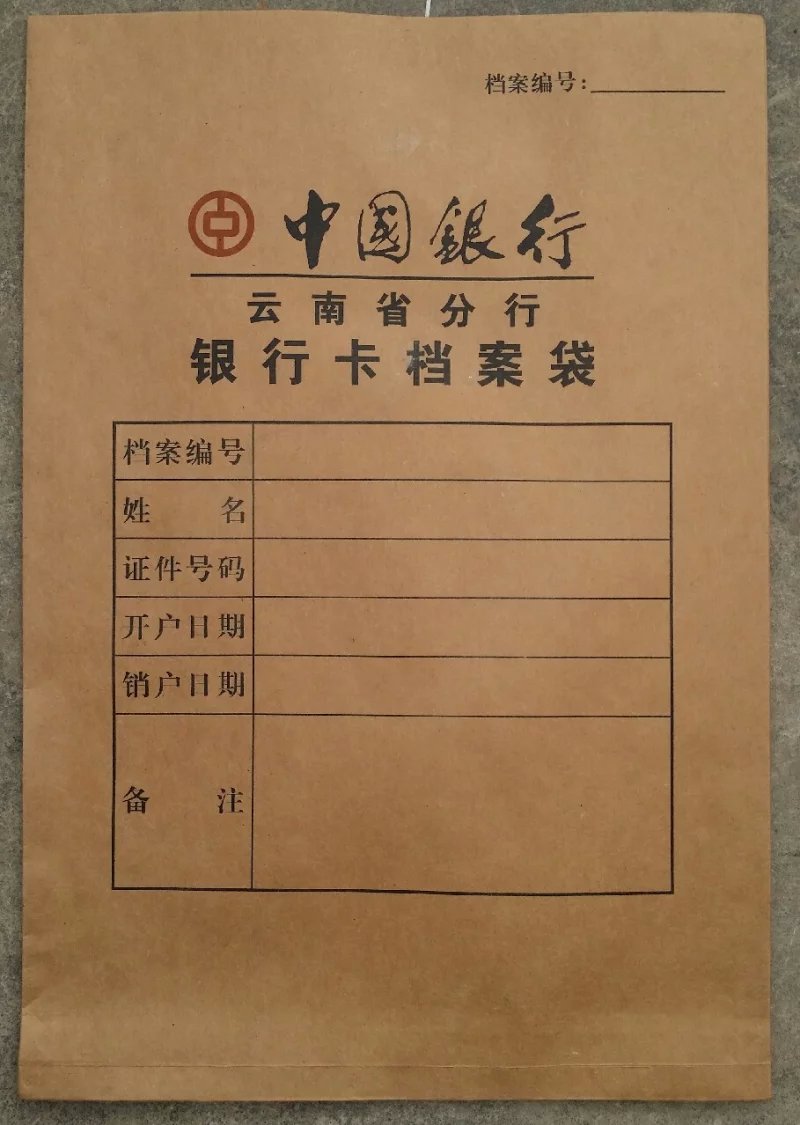 档案编号：
中国銀行
云南省分行
银行卡档案袋
档案编号
姓名
证件号码
开户日期
销户日期
备注